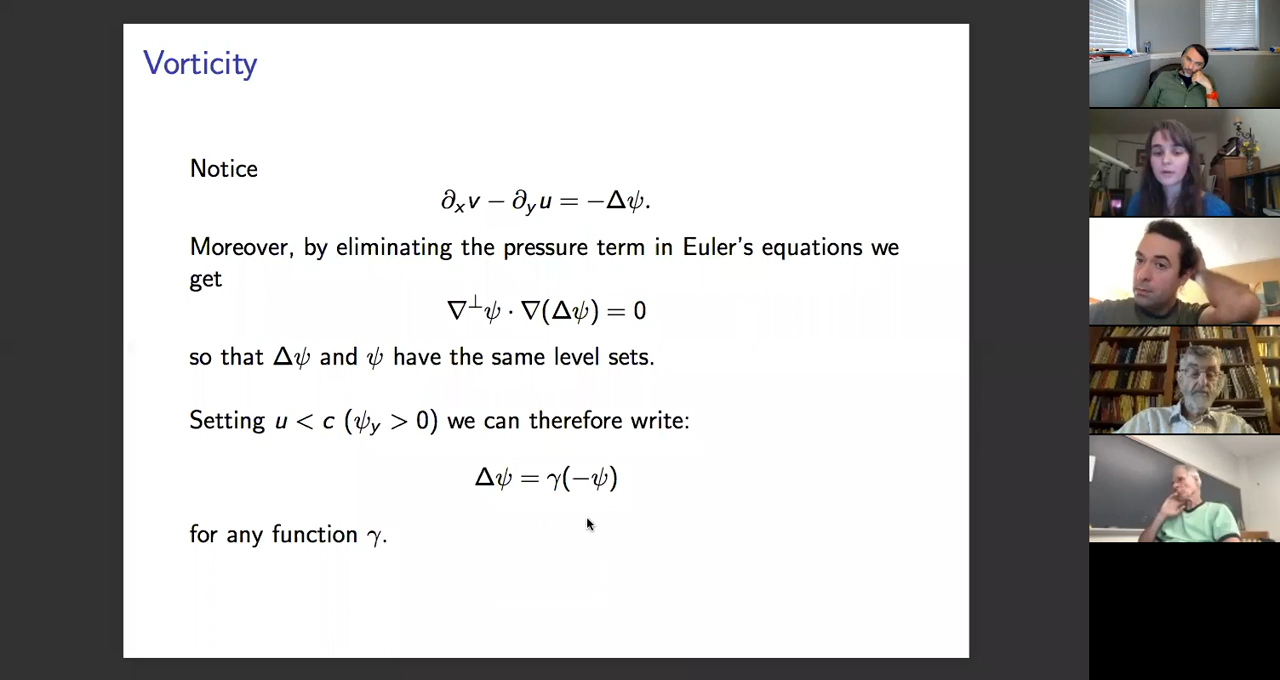 Vorticity
Notice
∂ₓv − ∂ᵧu = −Δψ.
Moreover, by eliminating the pressure term in Euler's equations we
get
∇⊥ψ · ∇(Δψ) = 0
so that Δψ and ψ have the same level sets.
Setting u < c (ψᵧ > 0) we can therefore write:
Δψ = γ(−ψ)
for any function γ.